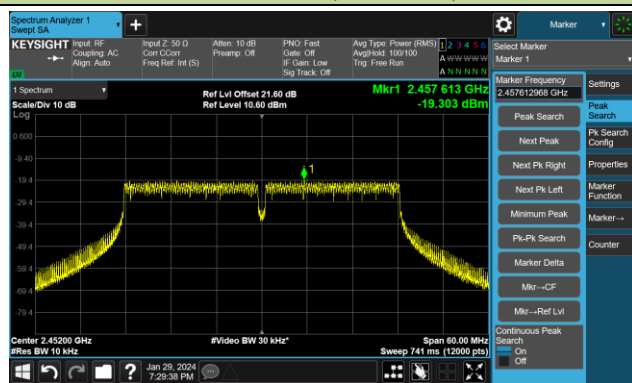 Spectrum Analyzer 1
Swept SA
+
Marker
KEYSIGHT
Input: RF
Coupling: AC
Align: Auto
Input Z: 50 Ω
Corr CCorr
Freq Ref: Int (S)
Atten: 10 dB
Preamp: Off
PNO: Fast
Gate: Off
IF Gain: Low
Sig Track: Off
Avg Type: Power (RMS)
Avg|Hold: 100/100
Trig: Free Run
1 2 3 4 5 6
A W W W W W
A N N N N N
Select Marker
Marker 1
1 Spectrum
Scale/Div 10 dB
Log
Ref Lvl Offset 21.60 dB
Ref Level 10.60 dBm
Mkr1 2.457 613 GHz
-19.303 dBm
Marker Frequency
2.457612968 GHz
Settings
Peak Search
Peak
Search
Next Peak
Pk Search
Config
Next Pk Right
Properties
Next Pk Left
Marker
Function
Minimum Peak
Marker→
Pk-Pk Search
Counter
Marker Delta
Mkr→CF
Mkr→Ref Lvl
Continuous Peak
Search
On
Off
0.600
-9.40
-19.4
-29.4
-39.4
-49.4
-59.4
-69.4
-79.4
1
Center 2.45200 GHz
#Res BW 10 kHz
#Video BW 30 kHz*
Span 60.00 MHz
Sweep 741 ms (12000 pts)
?
Jan 29, 2024
7:29:38 PM